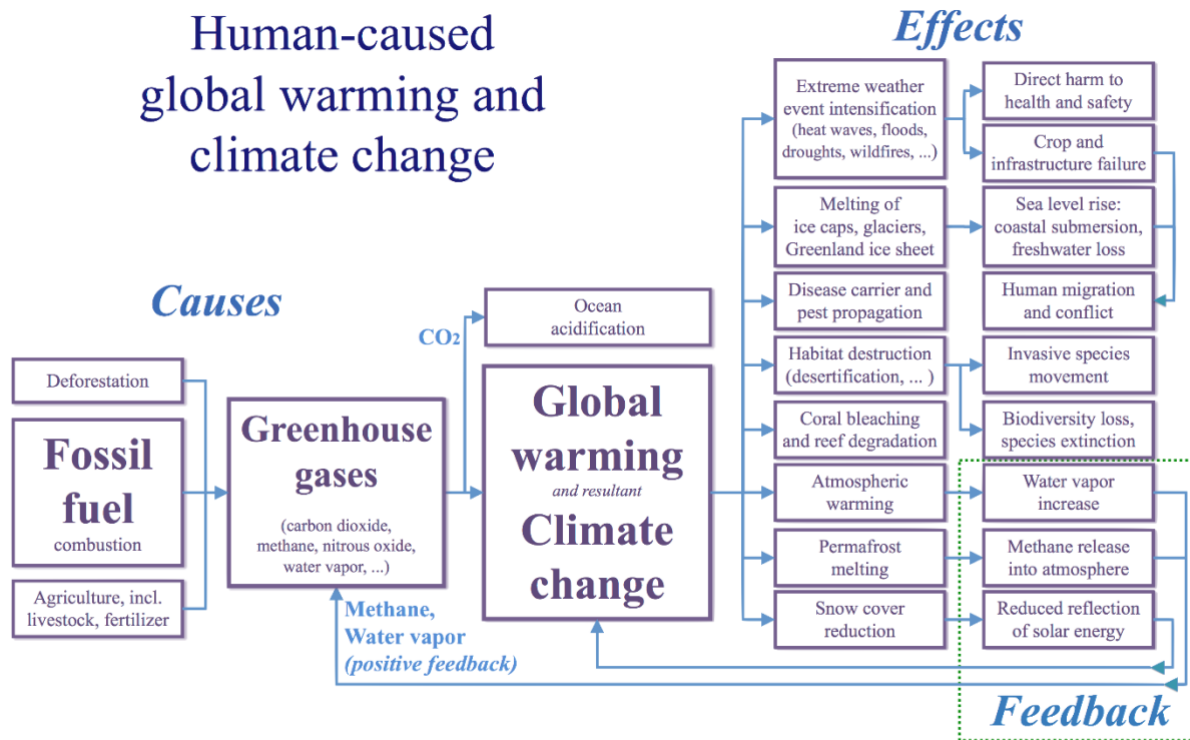 Human-caused
global warming and
climate change
Effects
Extreme weather
event intensification
(heat waves, floods,
droughts, wildfires, ...)
Direct harm to
health and safety
Crop and
infrastructure failure
Melting of
ice caps, glaciers,
Greenland ice sheet
Sea level rise:
coastal submersion,
freshwater loss
Causes
Disease carrier and
pest propagation
Human migration
and conflict
Ocean
acidification
CO₂
Habitat destruction
(desertification, ... )
Invasive species
movement
Deforestation
Fossil
fuel
combustion
Agriculture, incl.
livestock, fertilizer
Greenhouse
gases
(carbon dioxide,
methane, nitrous oxide,
water vapor, ...)
Global
warming
and resultant
Climate
change
Coral bleaching
and reef degradation
Biodiversity loss,
species extinction
Atmospheric
warming
Water vapor
increase
Permafrost
melting
Methane release
into atmosphere
Snow cover
reduction
Reduced reflection
of solar energy
Methane,
Water vapor
(positive feedback)
Feedback